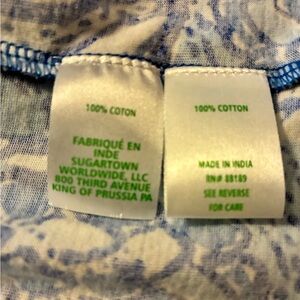 100% COTON
FABRIQUÉ EN
INDE
SUGARTOWN
WORLDWIDE, LLC
800 THIRD AVENUE
KING OF PRUSSIA PA
100% COTTON
MADE IN INDIA
RN# 88189
SEE REVERSE
FOR CARE